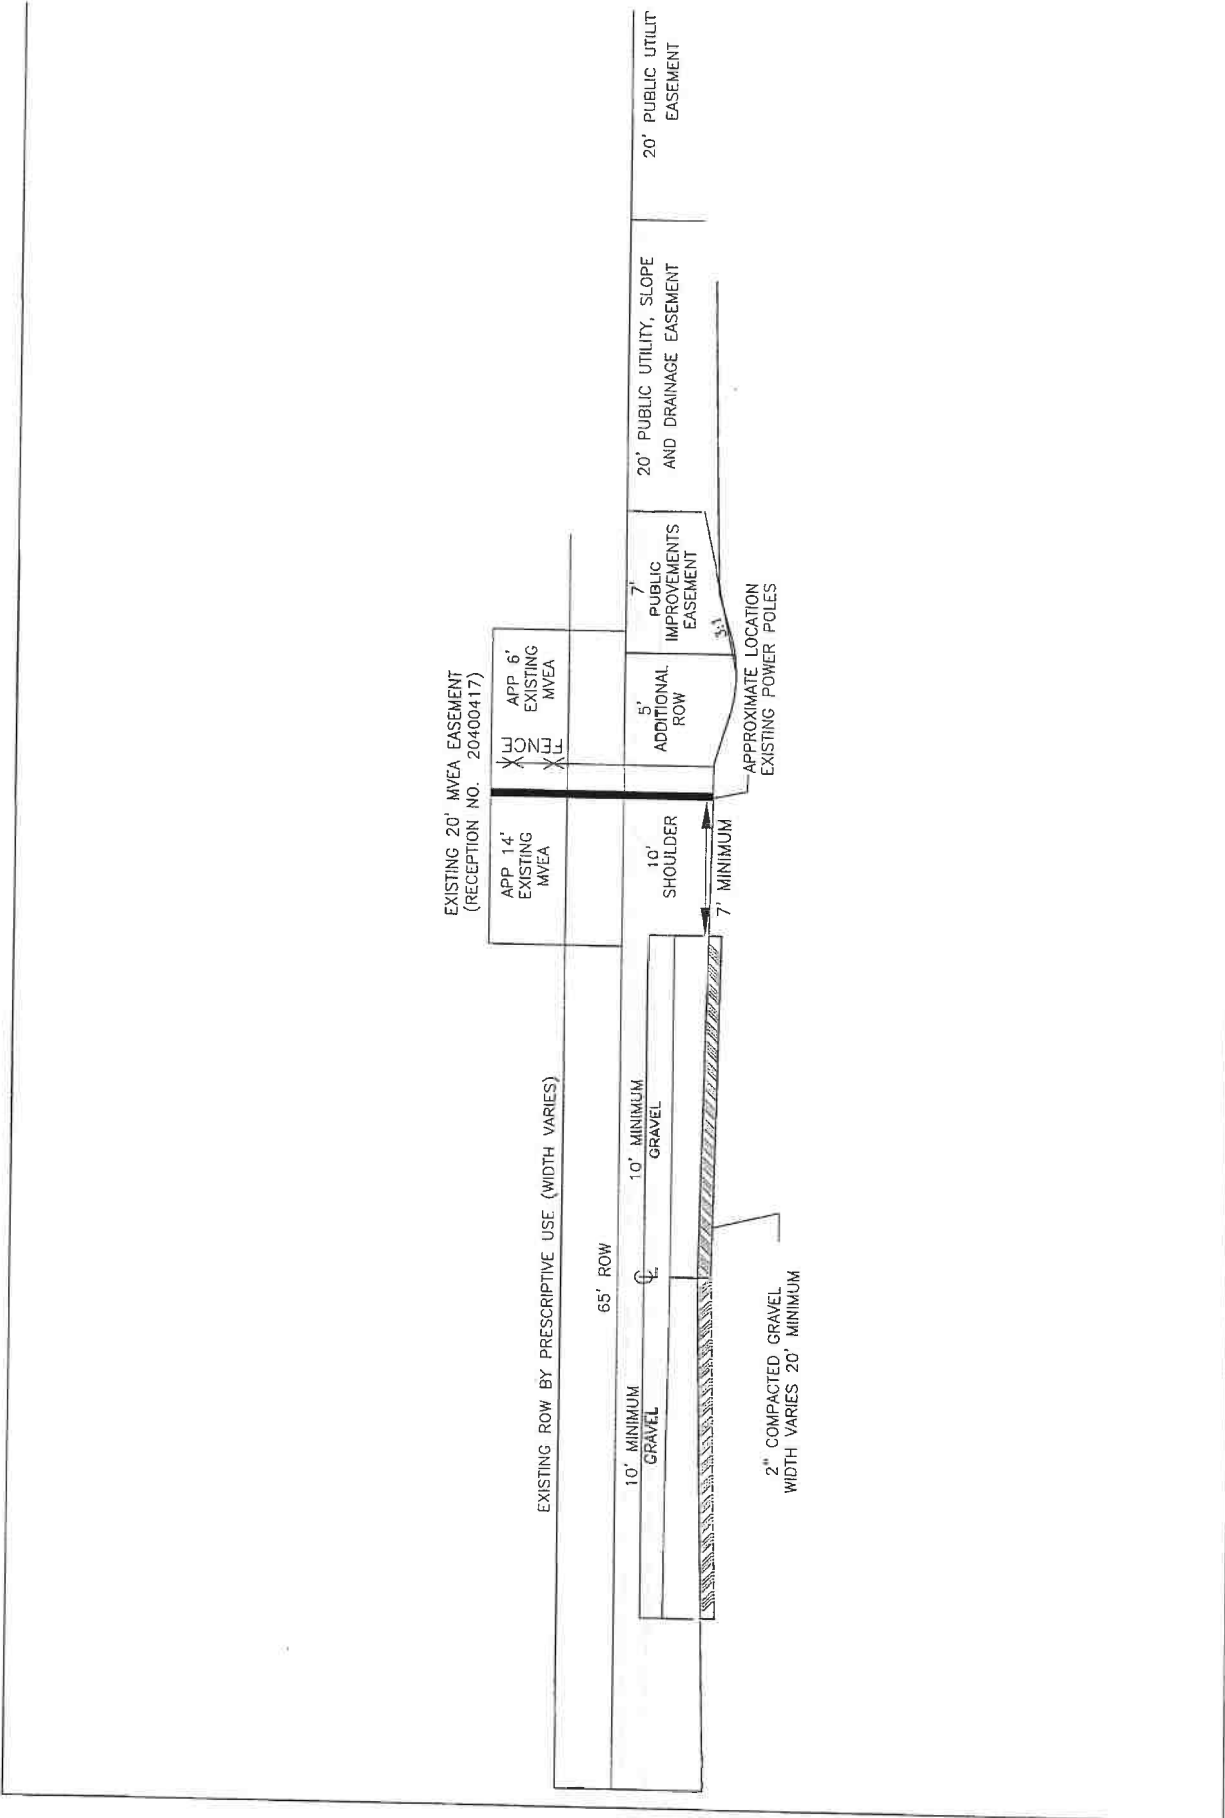 EXISTING 20' MVEA EASEMENT
(RECEPTION NO. 20400417)
APP 14'
EXISTING
MVEA
APP 6'
EXISTING
MVEA
FENCE
EXISTING ROW BY PRESCRIPTIVE USE (WIDTH VARIES)
65' ROW
10' MINIMUM
GRAVEL
℄
10' MINIMUM
GRAVEL
10'
SHOULDER
5'
ADDITIONAL
ROW
7'
PUBLIC
IMPROVEMENTS
EASEMENT
20' PUBLIC UTILITY, SLOPE
AND DRAINAGE EASEMENT
20' PUBLIC UTILIT
EASEMENT
3:1
7' MINIMUM
APPROXIMATE LOCATION
EXISTING POWER POLES
2" COMPACTED GRAVEL
WIDTH VARIES 20' MINIMUM